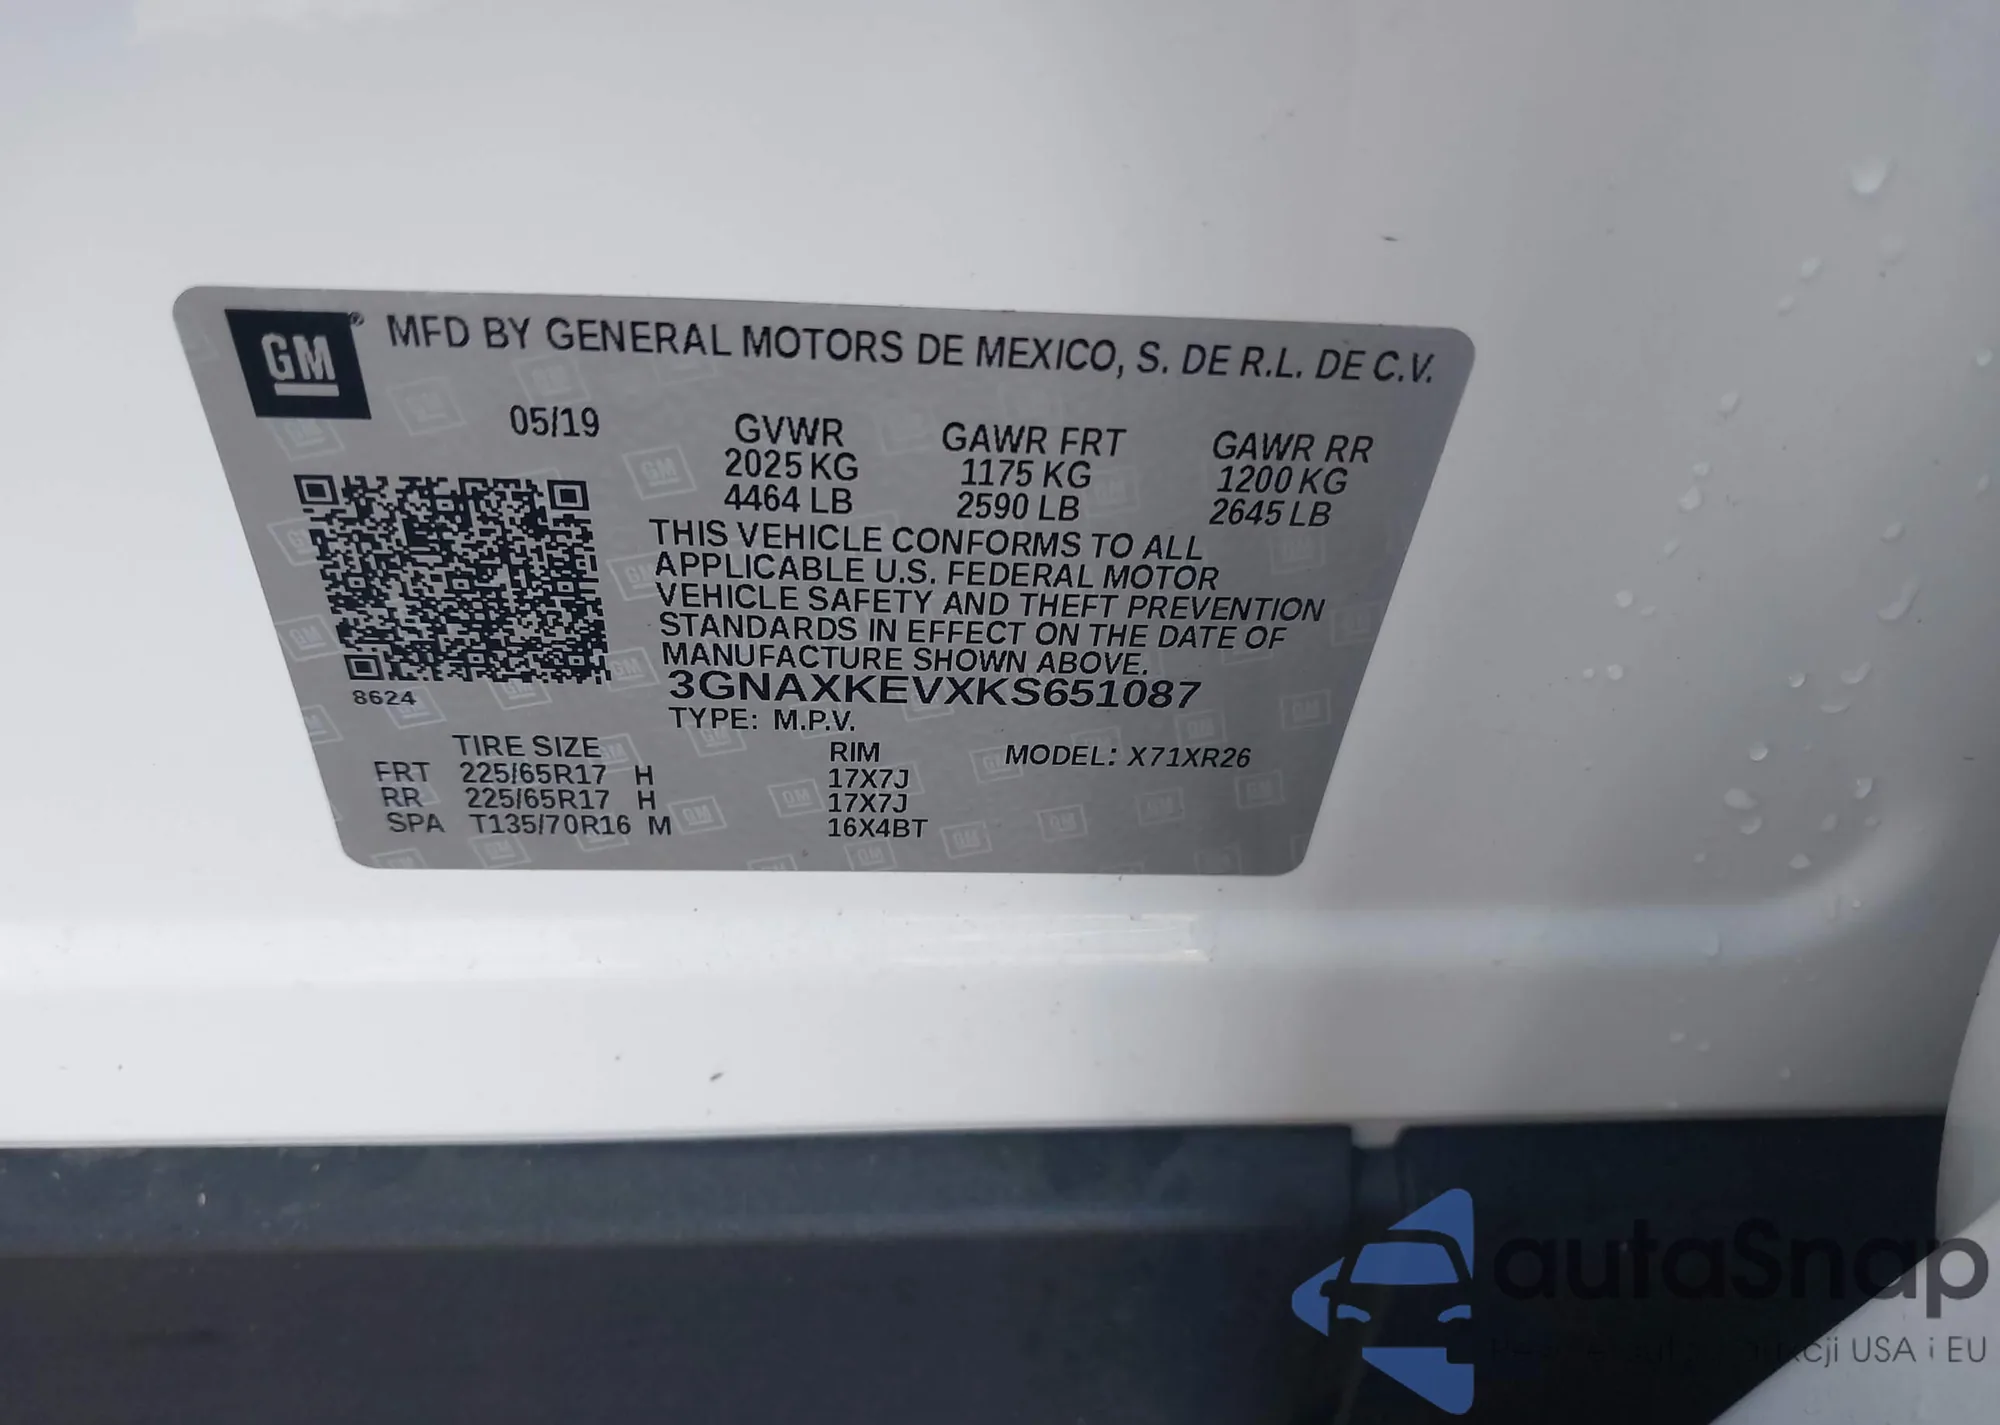 GM
® MFD BY GENERAL MOTORS DE MEXICO, S. DE R.L. DE C.V.
05/19
GVWR GAWR FRT GAWR RR
2025 KG 1175 KG 1200 KG
4464 LB 2590 LB 2645 LB
THIS VEHICLE CONFORMS TO ALL
APPLICABLE U.S. FEDERAL MOTOR
VEHICLE SAFETY AND THEFT PREVENTION
STANDARDS IN EFFECT ON THE DATE OF
MANUFACTURE SHOWN ABOVE.
8624
3GNAXKEVXKS651087
TYPE: M.P.V.
TIRE SIZE RIM MODEL: X71XR26
FRT 225/65R17 H 17X7J
RR 225/65R17 H 17X7J
SPA T135/70R16 M 16X4BT
autaSnap
USA i EU